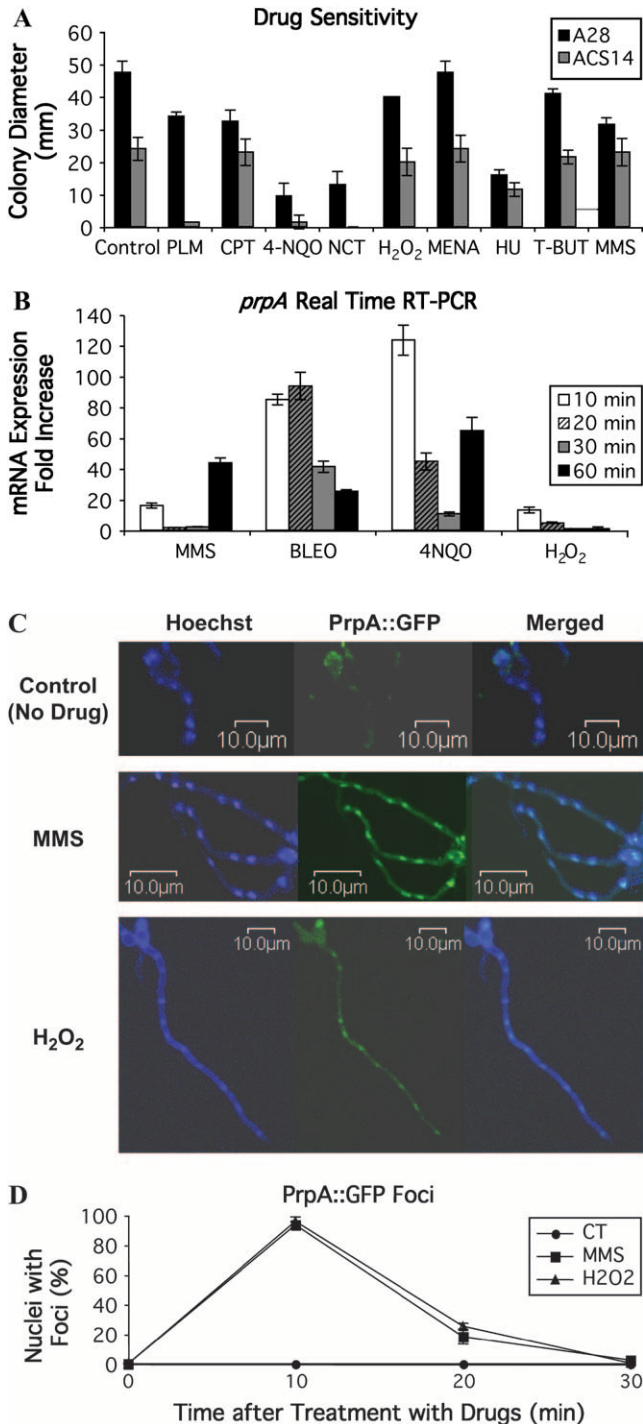 A
Drug Sensitivity
A28
ACS14
Colony Diameter
(mm)
60
50
40
30
20
10
0
Control PLM CPT 4-NQO NCT H₂O₂ MENA HU T-BUT MMS
B
prpA Real Time RT-PCR
mRNA Expression
Fold Increase
140
120
100
80
60
40
20
0
10 min
20 min
30 min
60 min
MMS BLEO 4NQO H₂O₂
C
Hoechst PrpA::GFP Merged
Control
(No Drug)
10.0µm 10.0µm 10.0µm
MMS
10.0µm 10.0µm 10.0µm
H₂O₂
10.0µm 10.0µm 10.0µm
D
PrpA::GFP Foci
Nuclei with
Foci (%)
100
80
60
40
20
0
CT
MMS
H2O2
0 10 20 30
Time after Treatment with Drugs (min)